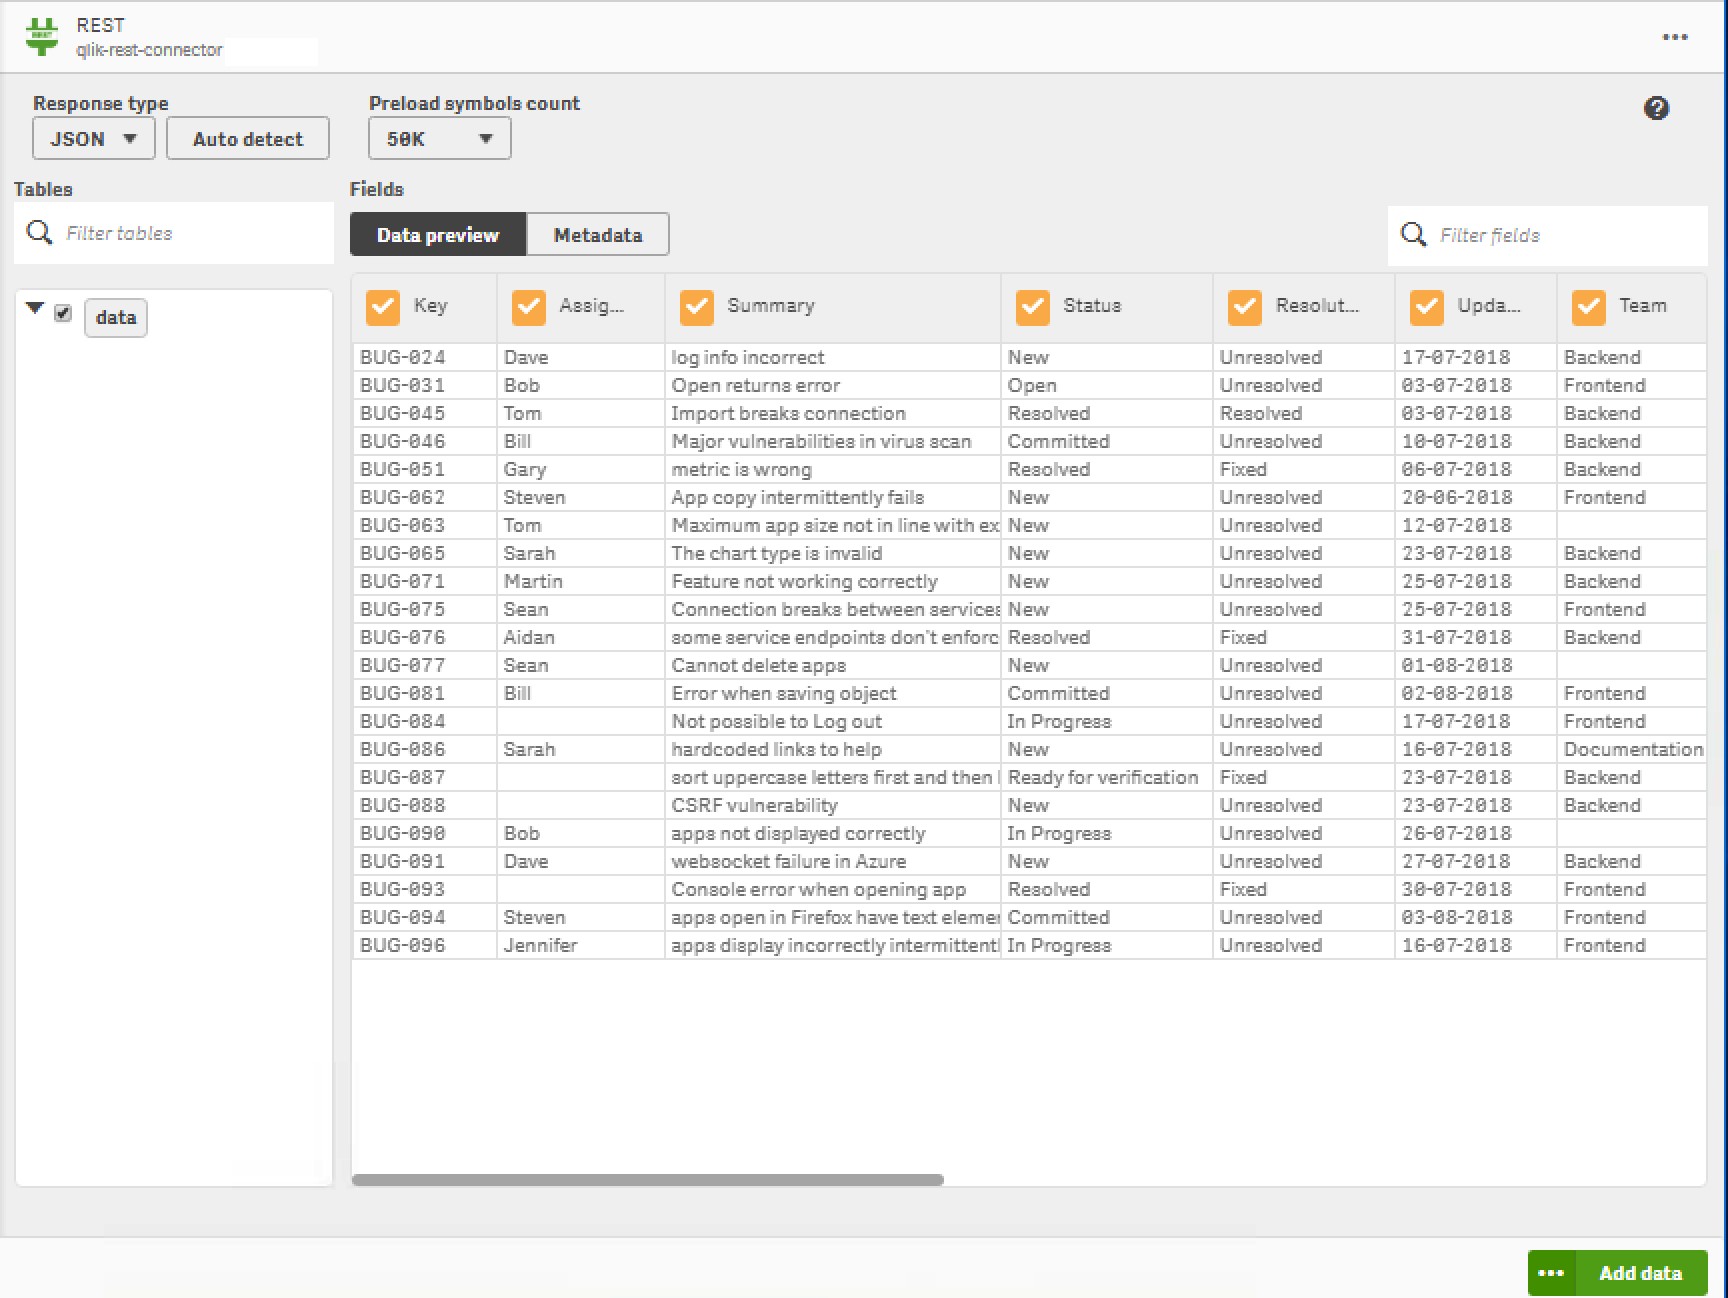 REST
qlik-rest-connector
Response type
Preload symbols count
JSON Auto detect 50K
Tables
Fields
Filter tables
Data preview Metadata
Filter fields
data
Key Assig... Summary Status Resolut... Upda... Team
BUG-024 Dave log info incorrect New Unresolved 17-07-2018 Backend
BUG-031 Bob Open returns error Open Unresolved 03-07-2018 Frontend
BUG-045 Tom Import breaks connection Resolved Resolved 03-07-2018 Backend
BUG-046 Bill Major vulnerabilities in virus scan Committed Unresolved 10-07-2018 Backend
BUG-051 Gary metric is wrong Resolved Fixed 06-07-2018 Backend
BUG-062 Steven App copy intermittently fails New Unresolved 20-06-2018 Frontend
BUG-063 Tom Maximum app size not in line with ex New Unresolved 12-07-2018
BUG-065 Sarah The chart type is invalid New Unresolved 23-07-2018 Backend
BUG-071 Martin Feature not working correctly New Unresolved 25-07-2018 Backend
BUG-075 Sean Connection breaks between services New Unresolved 25-07-2018 Frontend
BUG-076 Aidan some service endpoints don't enforc Resolved Fixed 31-07-2018 Backend
BUG-077 Sean Cannot delete apps New Unresolved 01-08-2018
BUG-081 Bill Error when saving object Committed Unresolved 02-08-2018 Frontend
BUG-084 Not possible to Log out In Progress Unresolved 17-07-2018 Frontend
BUG-086 Sarah hardcoded links to help New Unresolved 16-07-2018 Documentation
BUG-087 sort uppercase letters first and then Ready for verification Fixed 23-07-2018 Backend
BUG-088 CSRF vulnerability New Unresolved 23-07-2018 Backend
BUG-090 Bob apps not displayed correctly In Progress Unresolved 26-07-2018
BUG-091 Dave websocket failure in Azure New Unresolved 27-07-2018 Backend
BUG-093 Console error when opening app Resolved Fixed 30-07-2018 Frontend
BUG-094 Steven apps open in Firefox have text elemer Committed Unresolved 03-08-2018 Frontend
BUG-096 Jennifer apps display incorrectly intermittentl In Progress Unresolved 16-07-2018 Frontend
Add data